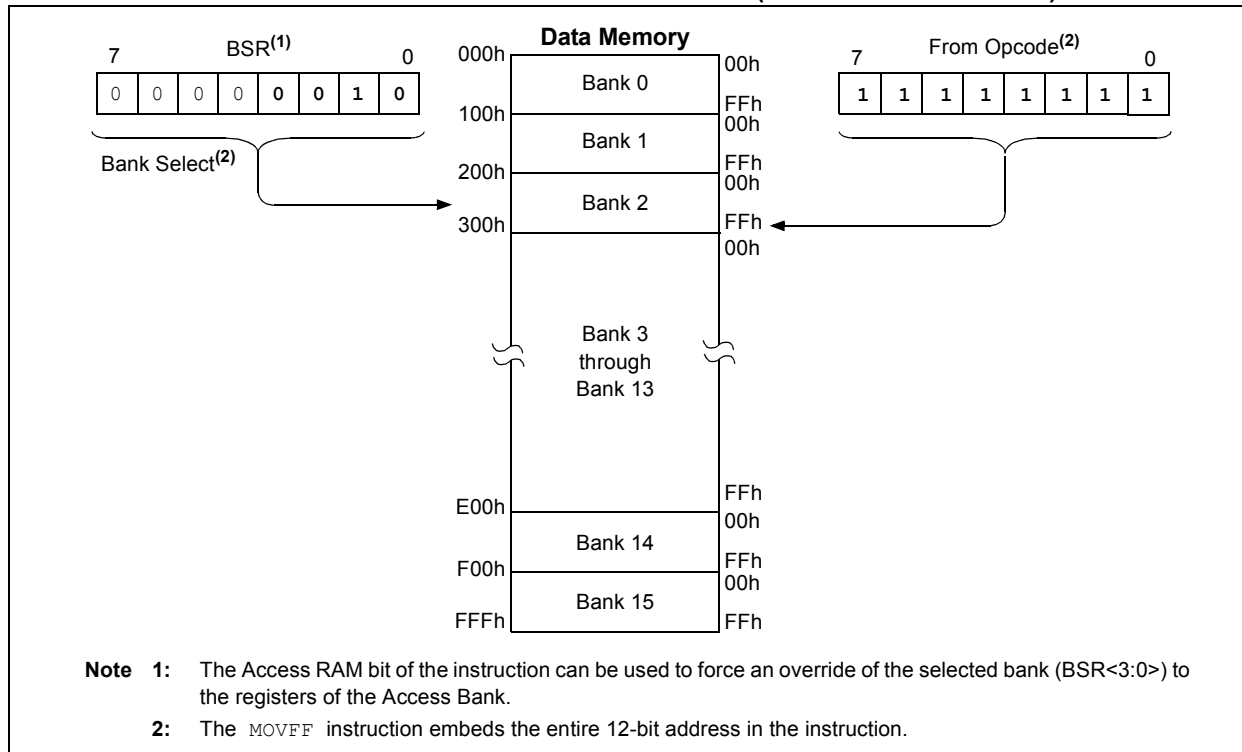 7 BSR(1) 0
0 0 0 0 0 0 1 0
Bank Select(2)
Data Memory
000h
00h
Bank 0
FFh
100h
00h
Bank 1
FFh
200h
00h
Bank 2
FFh
300h
00h
Bank 3
through
Bank 13
FFh
E00h
00h
Bank 14
FFh
F00h
00h
Bank 15
FFFh
FFh
7 From Opcode(2) 0
1 1 1 1 1 1 1 1
Note 1: The Access RAM bit of the instruction can be used to force an override of the selected bank (BSR<3:0>) to
the registers of the Access Bank.
2: The MOVFF instruction embeds the entire 12-bit address in the instruction.